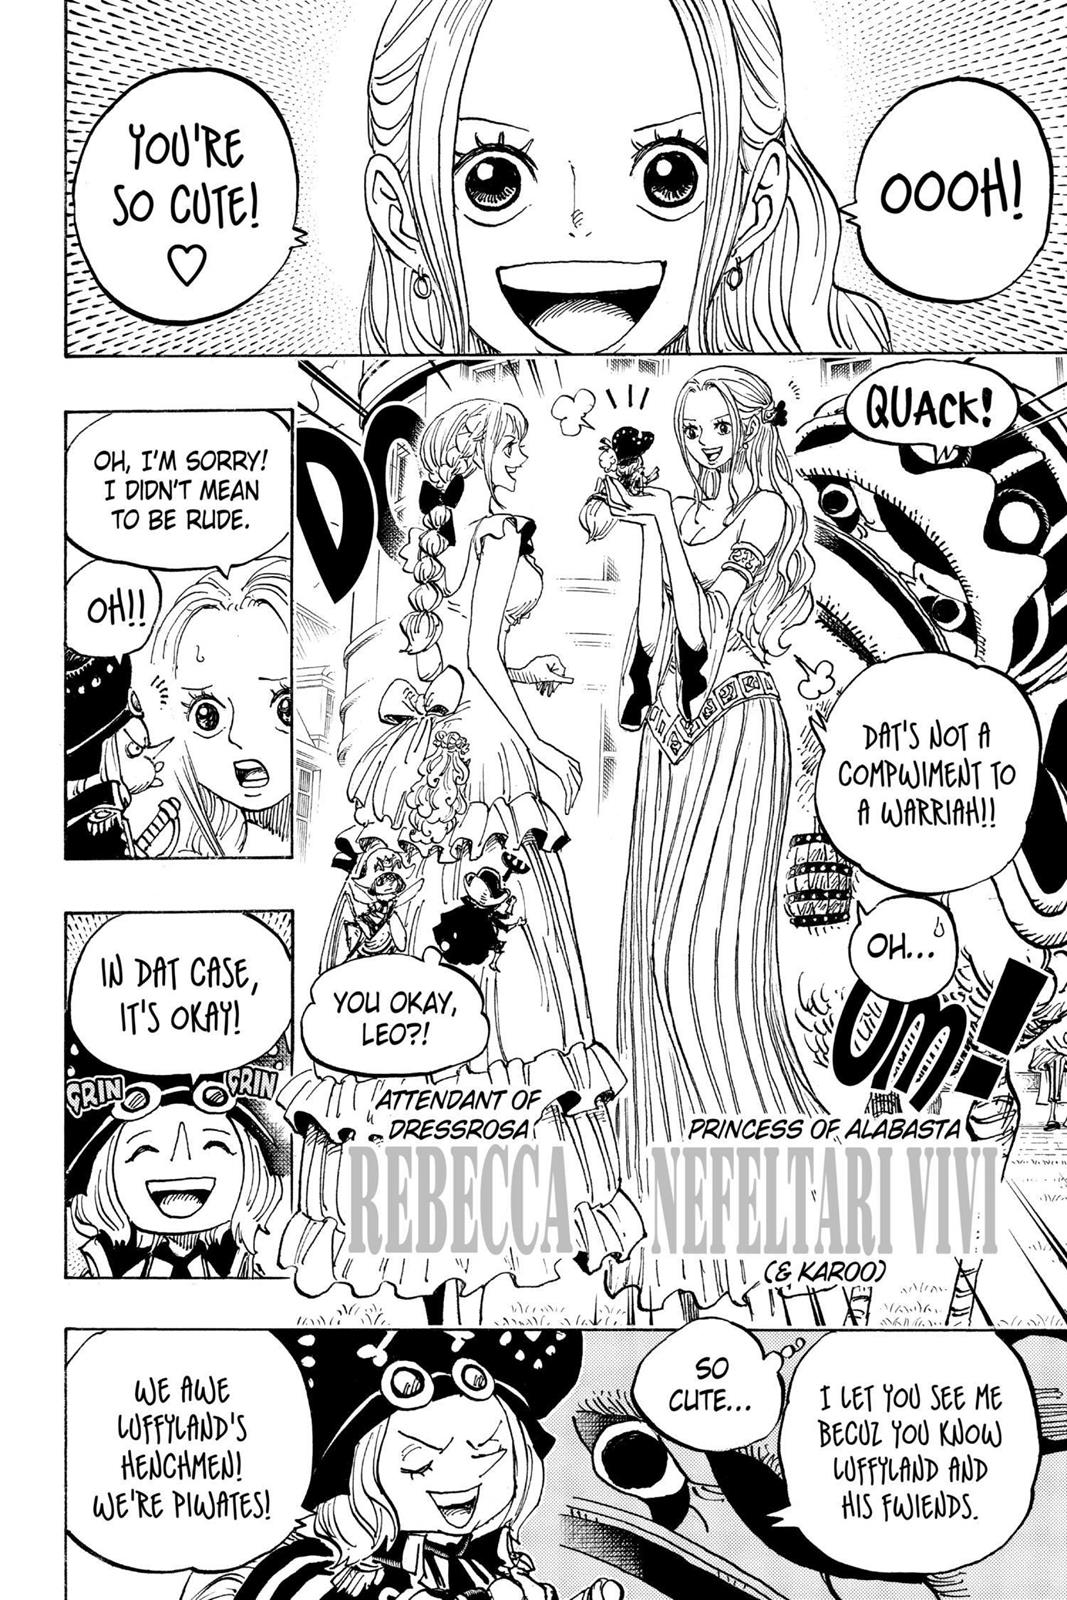 OOOH!
YOU'RE
SO CUTE!
♡
QUACK!
DAT'S NOT A
COMPWIMENT TO
A WARRIAH!!
OH...
DOOM!
YOU OKAY,
LEO?!
ATTENDANT OF
DRESSROSA
REBECCA
PRINCESS OF ALABASTA
NEFELTARI VIVI
(& KAROO)
OH, I'M SORRY!
I DIDN'T MEAN
TO BE RUDE.
OH!!
IN DAT CASE,
IT'S OKAY!
GRIN
GRIN
I LET YOU SEE ME
BECUZ YOU KNOW
LUFFYLAND AND
HIS FWIENDS.
SO
CUTE...
WE AWE
LUFFYLAND'S
HENCHMEN!
WE'RE PIWATES!